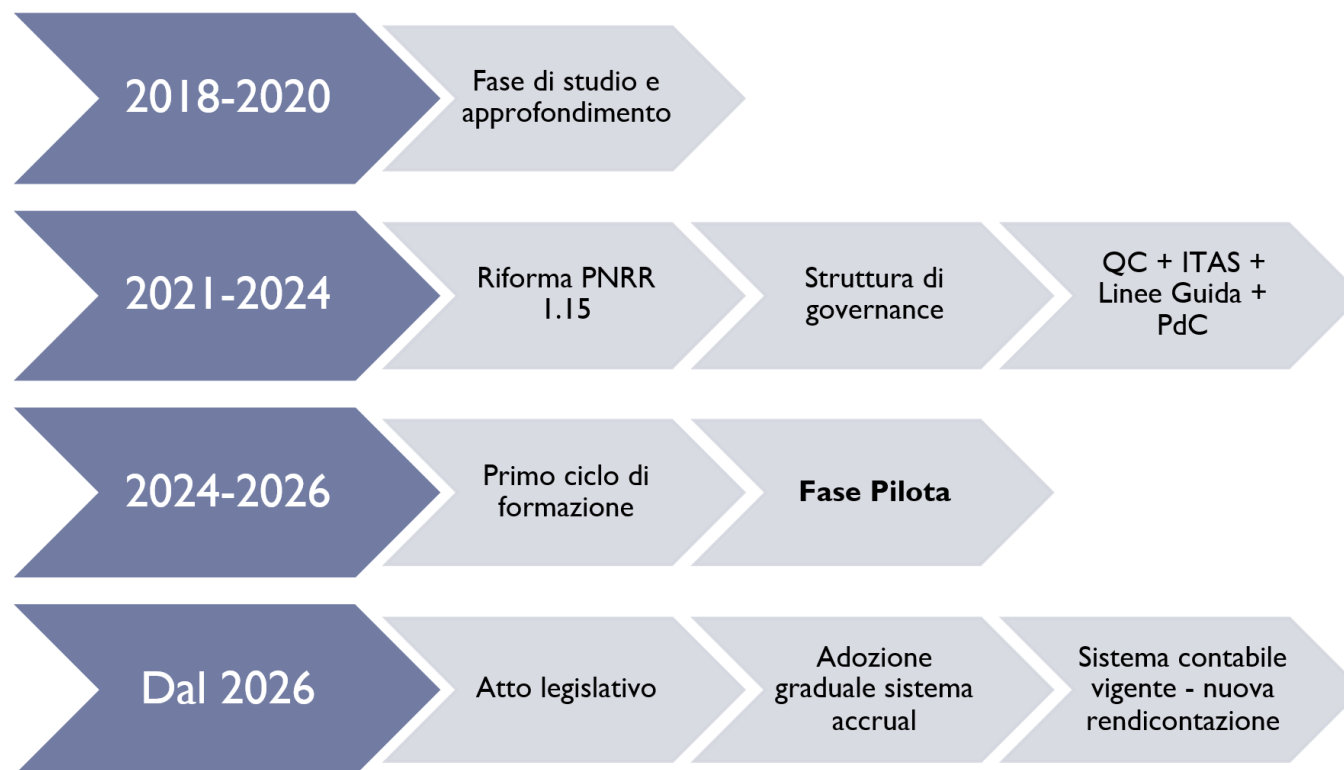 2018-2020
Fase di studio e
approfondimento
2021-2024
Riforma PNRR
1.15
Struttura di
governance
QC + ITAS +
Linee Guida +
PdC
2024-2026
Primo ciclo di
formazione
Fase Pilota
Dal 2026
Atto legislativo
Adozione
graduale sistema
accrual
Sistema contabile
vigente - nuova
rendicontazione